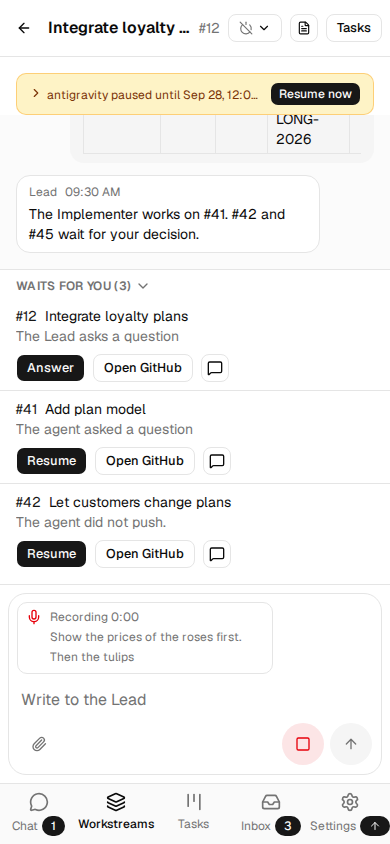 Integrate loyalty ... #12 Tasks
antigravity paused until Sep 28, 12:0... Resume now
LONG-
2026
Lead 09:30 AM
The Implementer works on #41. #42 and
#45 wait for your decision.
WAITS FOR YOU (3)
#12 Integrate loyalty plans
The Lead asks a question
Answer Open GitHub
#41 Add plan model
The agent asked a question
Resume Open GitHub
#42 Let customers change plans
The agent did not push.
Resume Open GitHub
Recording 0:00
Show the prices of the roses first.
Then the tulips
Write to the Lead
Chat 1 Workstreams Tasks Inbox 3 Settings